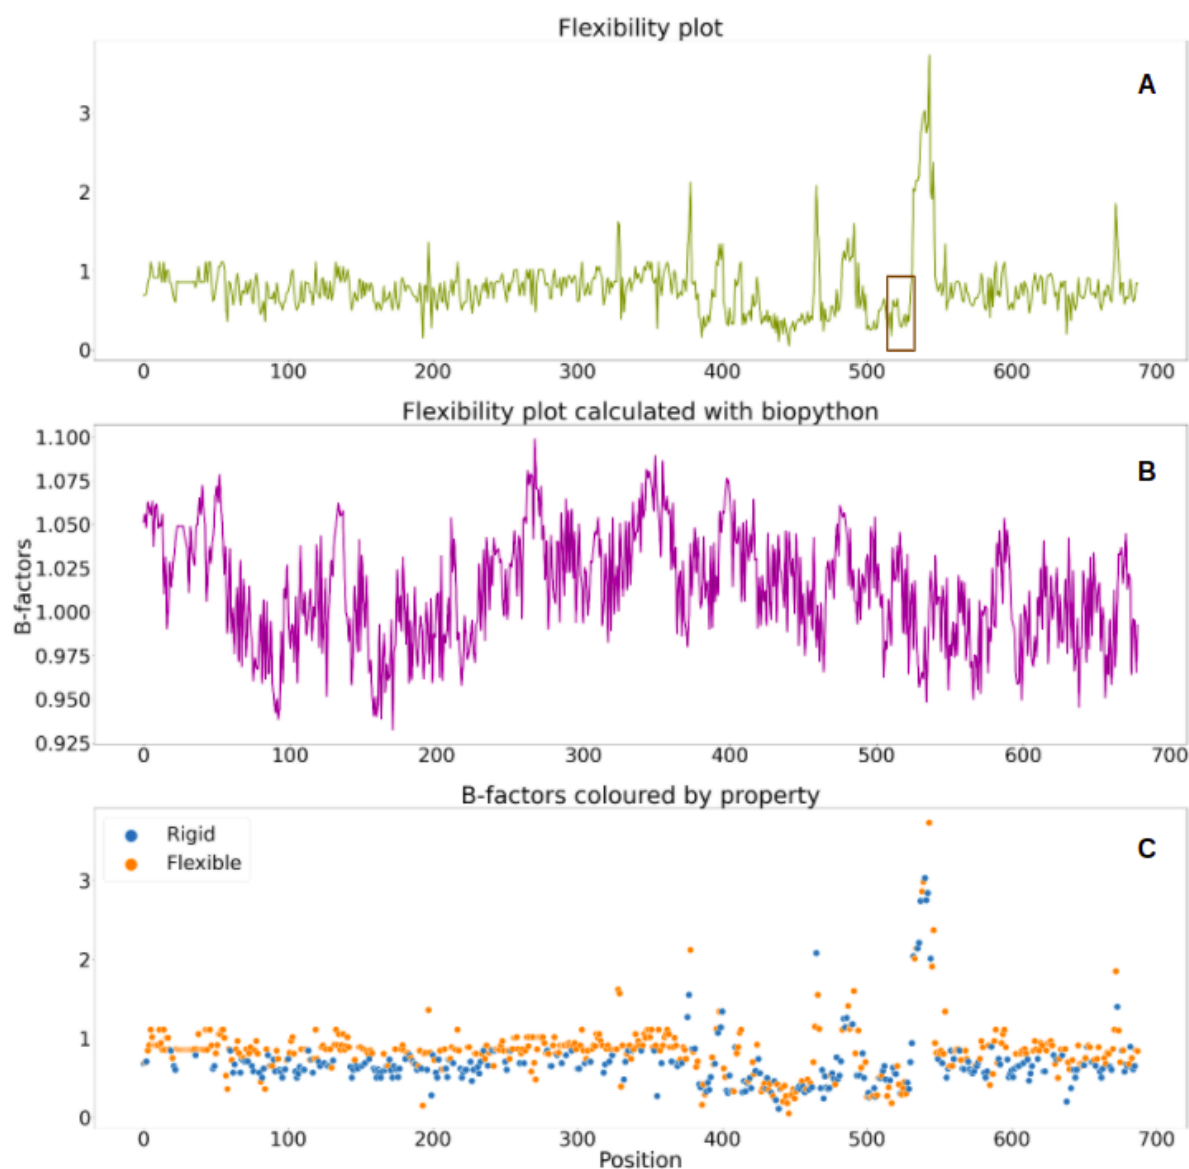 Flexibility plot
A
3
2
1
0
0 100 200 300 400 500 600 700
Flexibility plot calculated with biopython
B
B-factors
1.100
1.075
1.050
1.025
1.000
0.975
0.950
0.925
0 100 200 300 400 500 600 700
B-factors coloured by property
Rigid
Flexible
C
3
2
1
0
0 100 200 300 400 500 600 700
Position